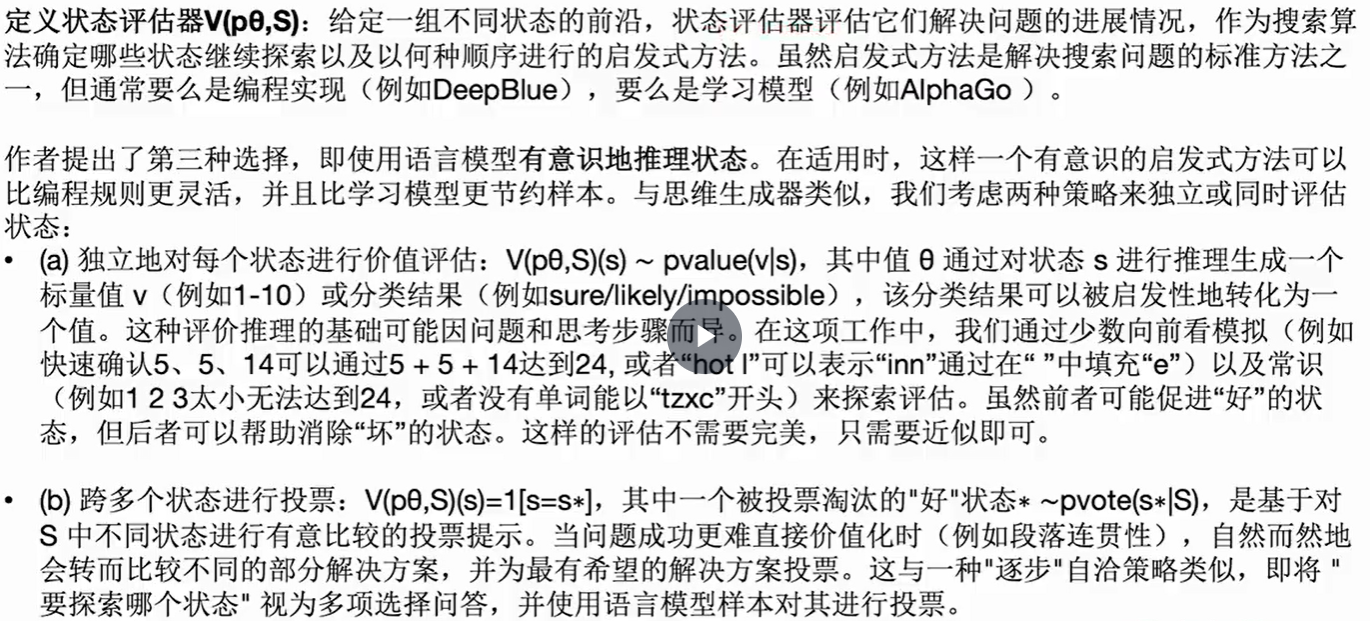 定义状态评估器V(pθ,S)：给定一组不同状态的前沿，状态评估器评估它们解决问题的进展情况，作为搜索算
法确定哪些状态继续探索以及以何种顺序进行的启发式方法。虽然启发式方法是解决搜索问题的标准方法之
一，但通常要么是编程实现（例如DeepBlue），要么是学习模型（例如AlphaGo ）。
作者提出了第三种选择，即使用语言模型有意识地推理状态。在适用时，这样一个有意识的启发式方法可以
比编程规则更灵活，并且比学习模型更节约样本。与思维生成器类似，我们考虑两种策略来独立或同时评估
状态：
• (a) 独立地对每个状态进行价值评估：V(pθ,S)(s) ~ pvalue(v|s)，其中值 θ 通过对状态 s 进行推理生成一个
标量值 v（例如1-10）或分类结果（例如sure/likely/impossible），该分类结果可以被启发性地转化为一
个值。这种评价推理的基础可能因问题和思考步骤而异。在这项工作中，我们通过少数向前看模拟（例如
快速确认5、5、14可以通过5 + 5 + 14达到24, 或者“hot l”可以表示“inn”通过在“ ”中填充“e”）以及常识
（例如1 2 3太小无法达到24，或者没有单词能以“tzxc”开头）来探索评估。虽然前者可能促进“好”的状
态，但后者可以帮助消除“坏”的状态。这样的评估不需要完美，只需要近似即可。
• (b) 跨多个状态进行投票：V(pθ,S)(s)=1[s=s*]，其中一个被投票淘汰的"好"状态* ~pvote(s*|S)，是基于对
S 中不同状态进行有意比较的投票提示。当问题成功更难直接价值化时（例如段落连贯性），自然而然地
会转而比较不同的部分解决方案，并为最有希望的解决方案投票。这与一种"逐步"自洽策略类似，即将 "
要探索哪个状态" 视为多项选择问答，并使用语言模型样本对其进行投票。